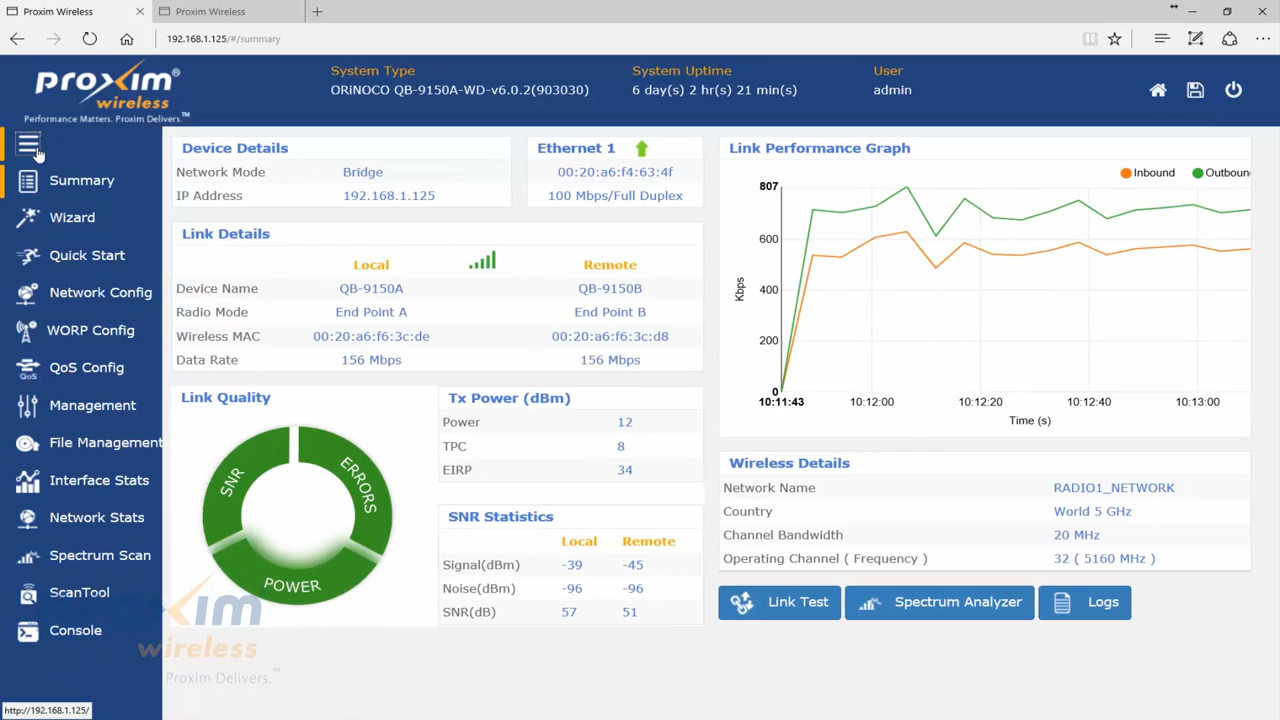 Proxim Wireless
Proxim Wireless
192.168.1.125/#/summary
proxim®
wireless
Performance Matters. Proxim Delivers.™
System Type
ORiNOCO QB-9150A-WD-v6.0.2(903030)
System Uptime
6 day(s) 2 hr(s) 21 min(s)
User
admin
Summary
Wizard
Quick Start
Network Config
WORP Config
QoS
QoS Config
Management
File Management
Interface Stats
Network Stats
Spectrum Scan
ScanTool
Console
Device Details
Network Mode Bridge
IP Address 192.168.1.125
Ethernet 1
00:20:a6:f4:63:4f
100 Mbps/Full Duplex
Link Details
Local Remote
Device Name QB-9150A QB-9150B
Radio Mode End Point A End Point B
Wireless MAC 00:20:a6:f6:3c:de 00:20:a6:f6:3c:d8
Data Rate 156 Mbps 156 Mbps
Link Quality
SNR
ERRORS
POWER
Tx Power (dBm)
Power 12
TPC 8
EIRP 34
SNR Statistics
Local Remote
Signal(dBm) -39 -45
Noise(dBm) -96 -96
SNR(dB) 57 51
Link Performance Graph
Inbound Outboun
807
600
400
200
0
Kbps
10:11:43 10:12:00 10:12:20 10:12:40 10:13:00
Time (s)
Wireless Details
Network Name RADIO1_NETWORK
Country World 5 GHz
Channel Bandwidth 20 MHz
Operating Channel ( Frequency ) 32 ( 5160 MHz )
Link Test Spectrum Analyzer Logs
proxim
wireless
Proxim Delivers.™
http://192.168.1.125/